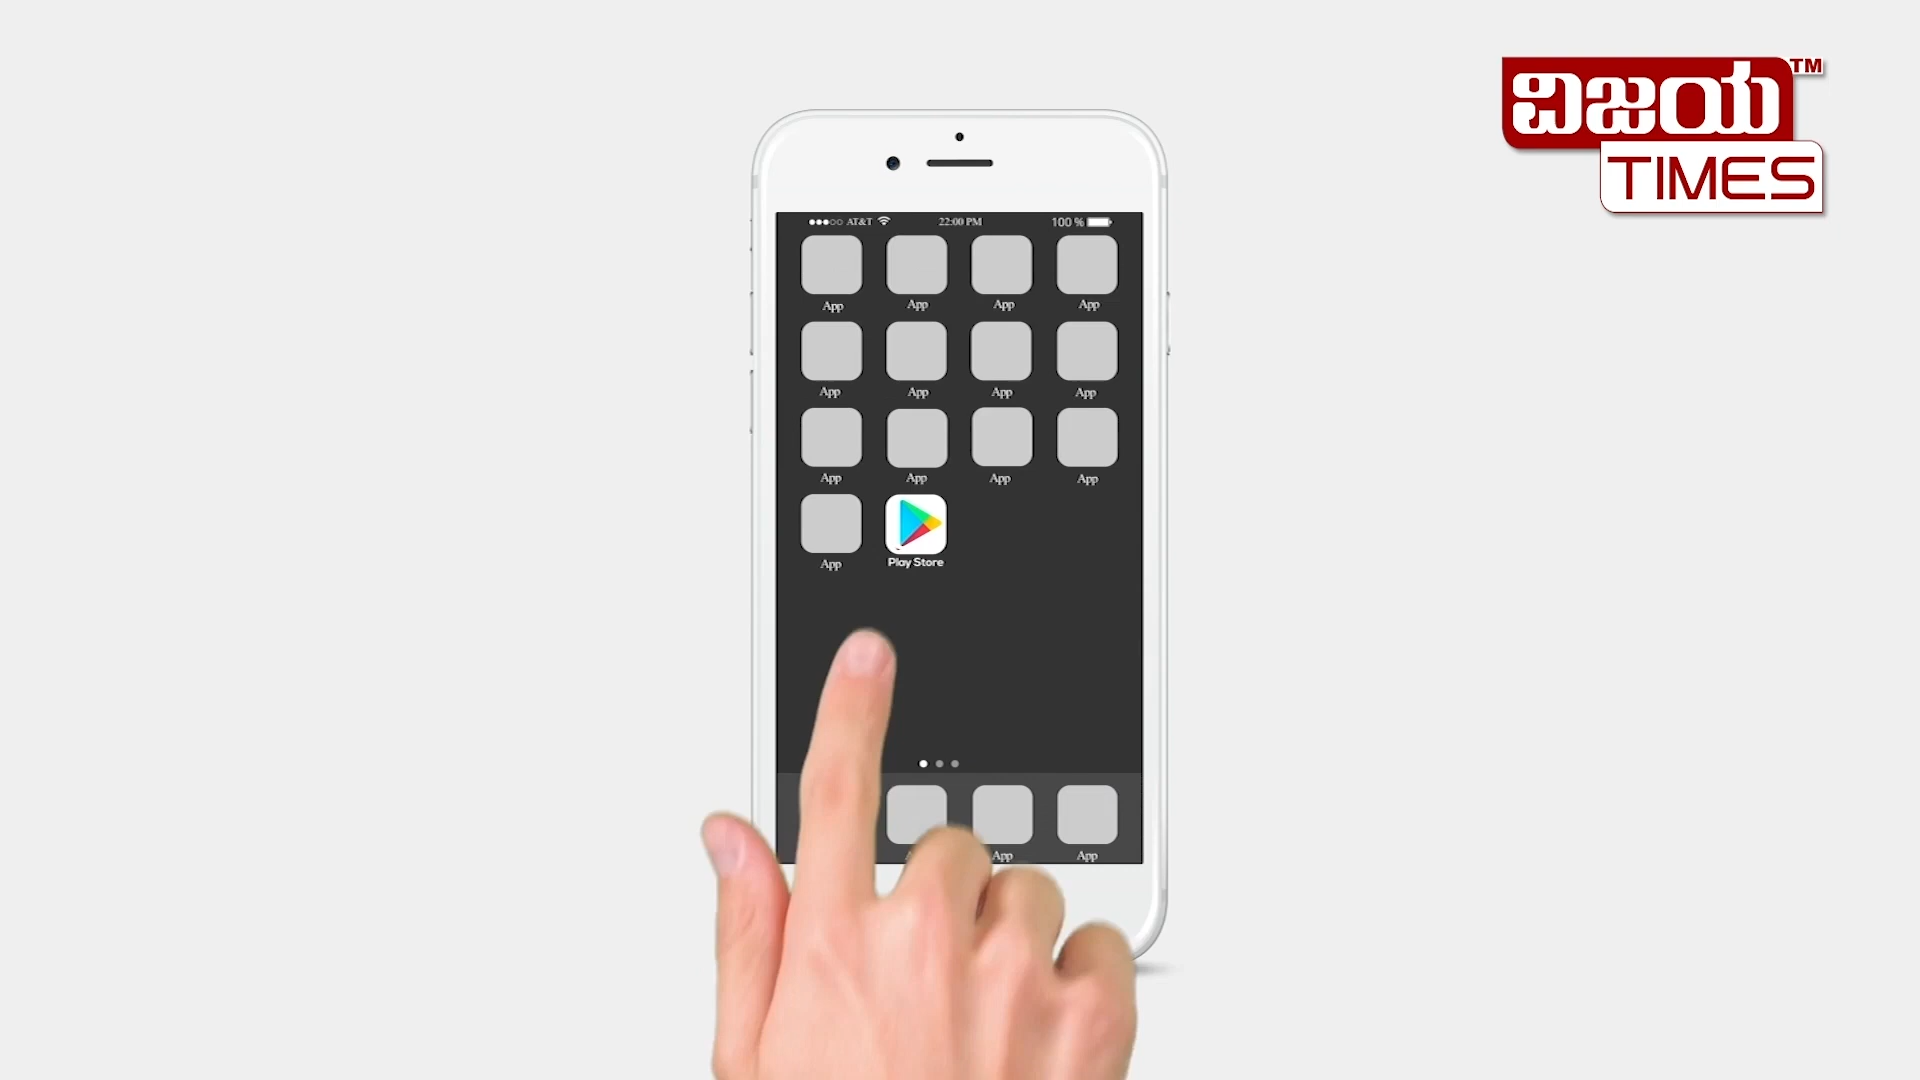 ವಿಜಯ TM
TIMES
AT&T 22:00 PM 100 %
App App App App
App App App App
App App App App
App Play Store
App App